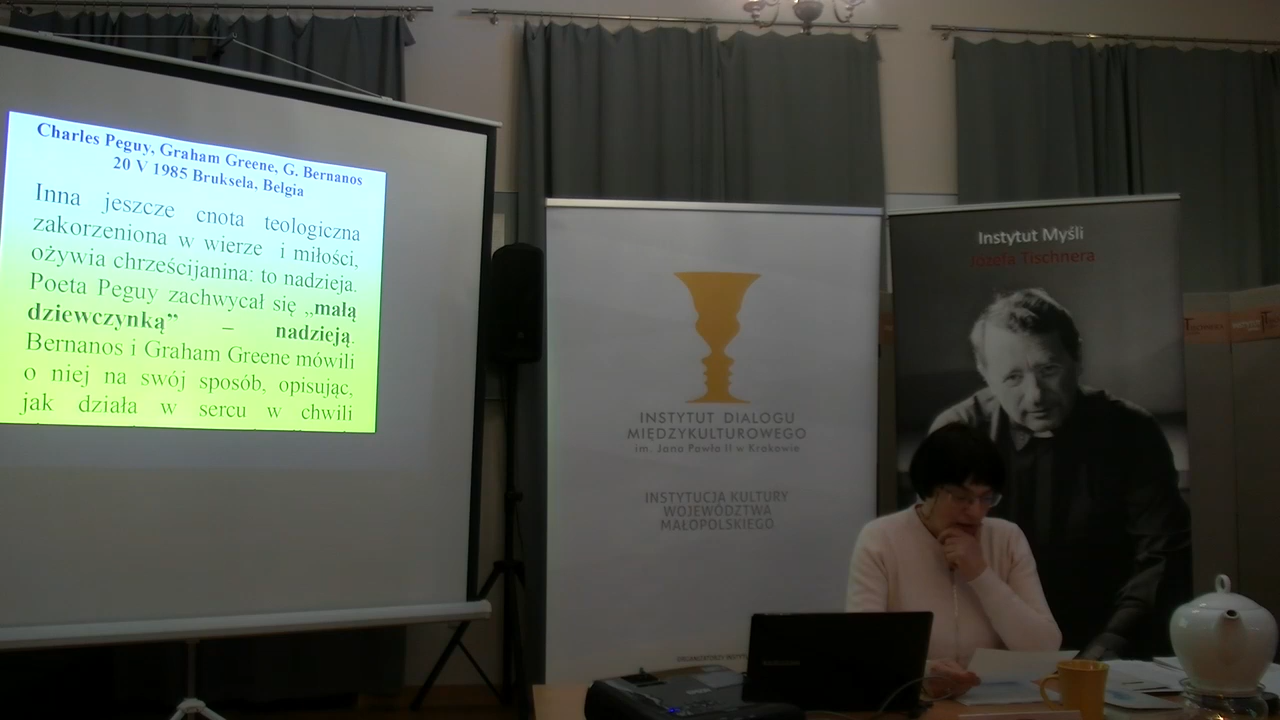 Charles Peguy, Graham Greene, G. Bernanos
20 V 1985 Bruksela, Belgia
Inna jeszcze cnota teologiczna
zakorzeniona w wierze i miłości,
ożywia chrześcijanina: to nadzieja.
Poeta Peguy zachwycał się „małą
dziewczynką” – nadzieją.
Bernanos i Graham Greene mówili
o niej na swój sposób, opisując,
jak działa w sercu w chwili
INSTYTUT DIALOGU
MIĘDZYKULTUROWEGO
im. Jana Pawła II w Krakowie
INSTYTUCJA KULTURY
WOJEWÓDZTWA
MAŁOPOLSKIEGO
Instytut Myśli
Józefa Tischnera